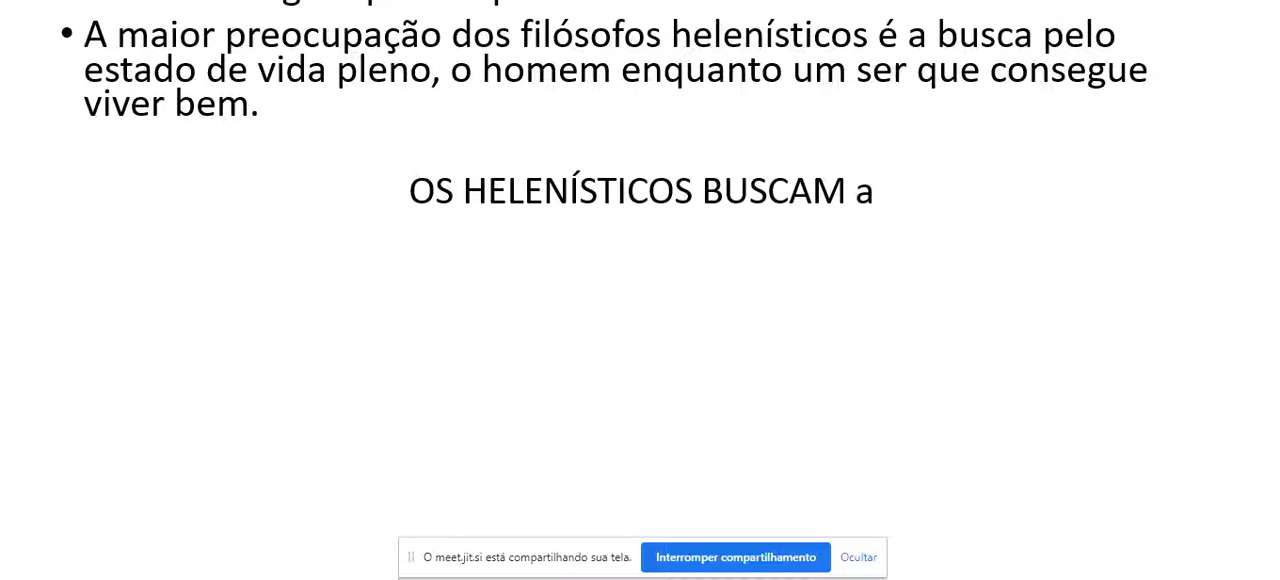 • A maior preocupação dos filósofos helenísticos é a busca pelo
estado de vida pleno, o homem enquanto um ser que consegue
viver bem.
OS HELENÍSTICOS BUSCAM a
O meet.jit.si está compartilhando sua tela. Interromper compartilhamento Ocultar